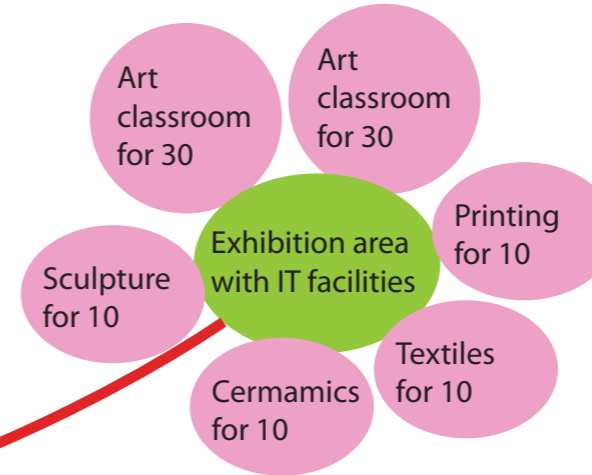 Art
classroom
for 30
Art
classroom
for 30
Printing
for 10
Exhibition area
with IT facilities
Sculpture
for 10
Textiles
for 10
Cermamics
for 10